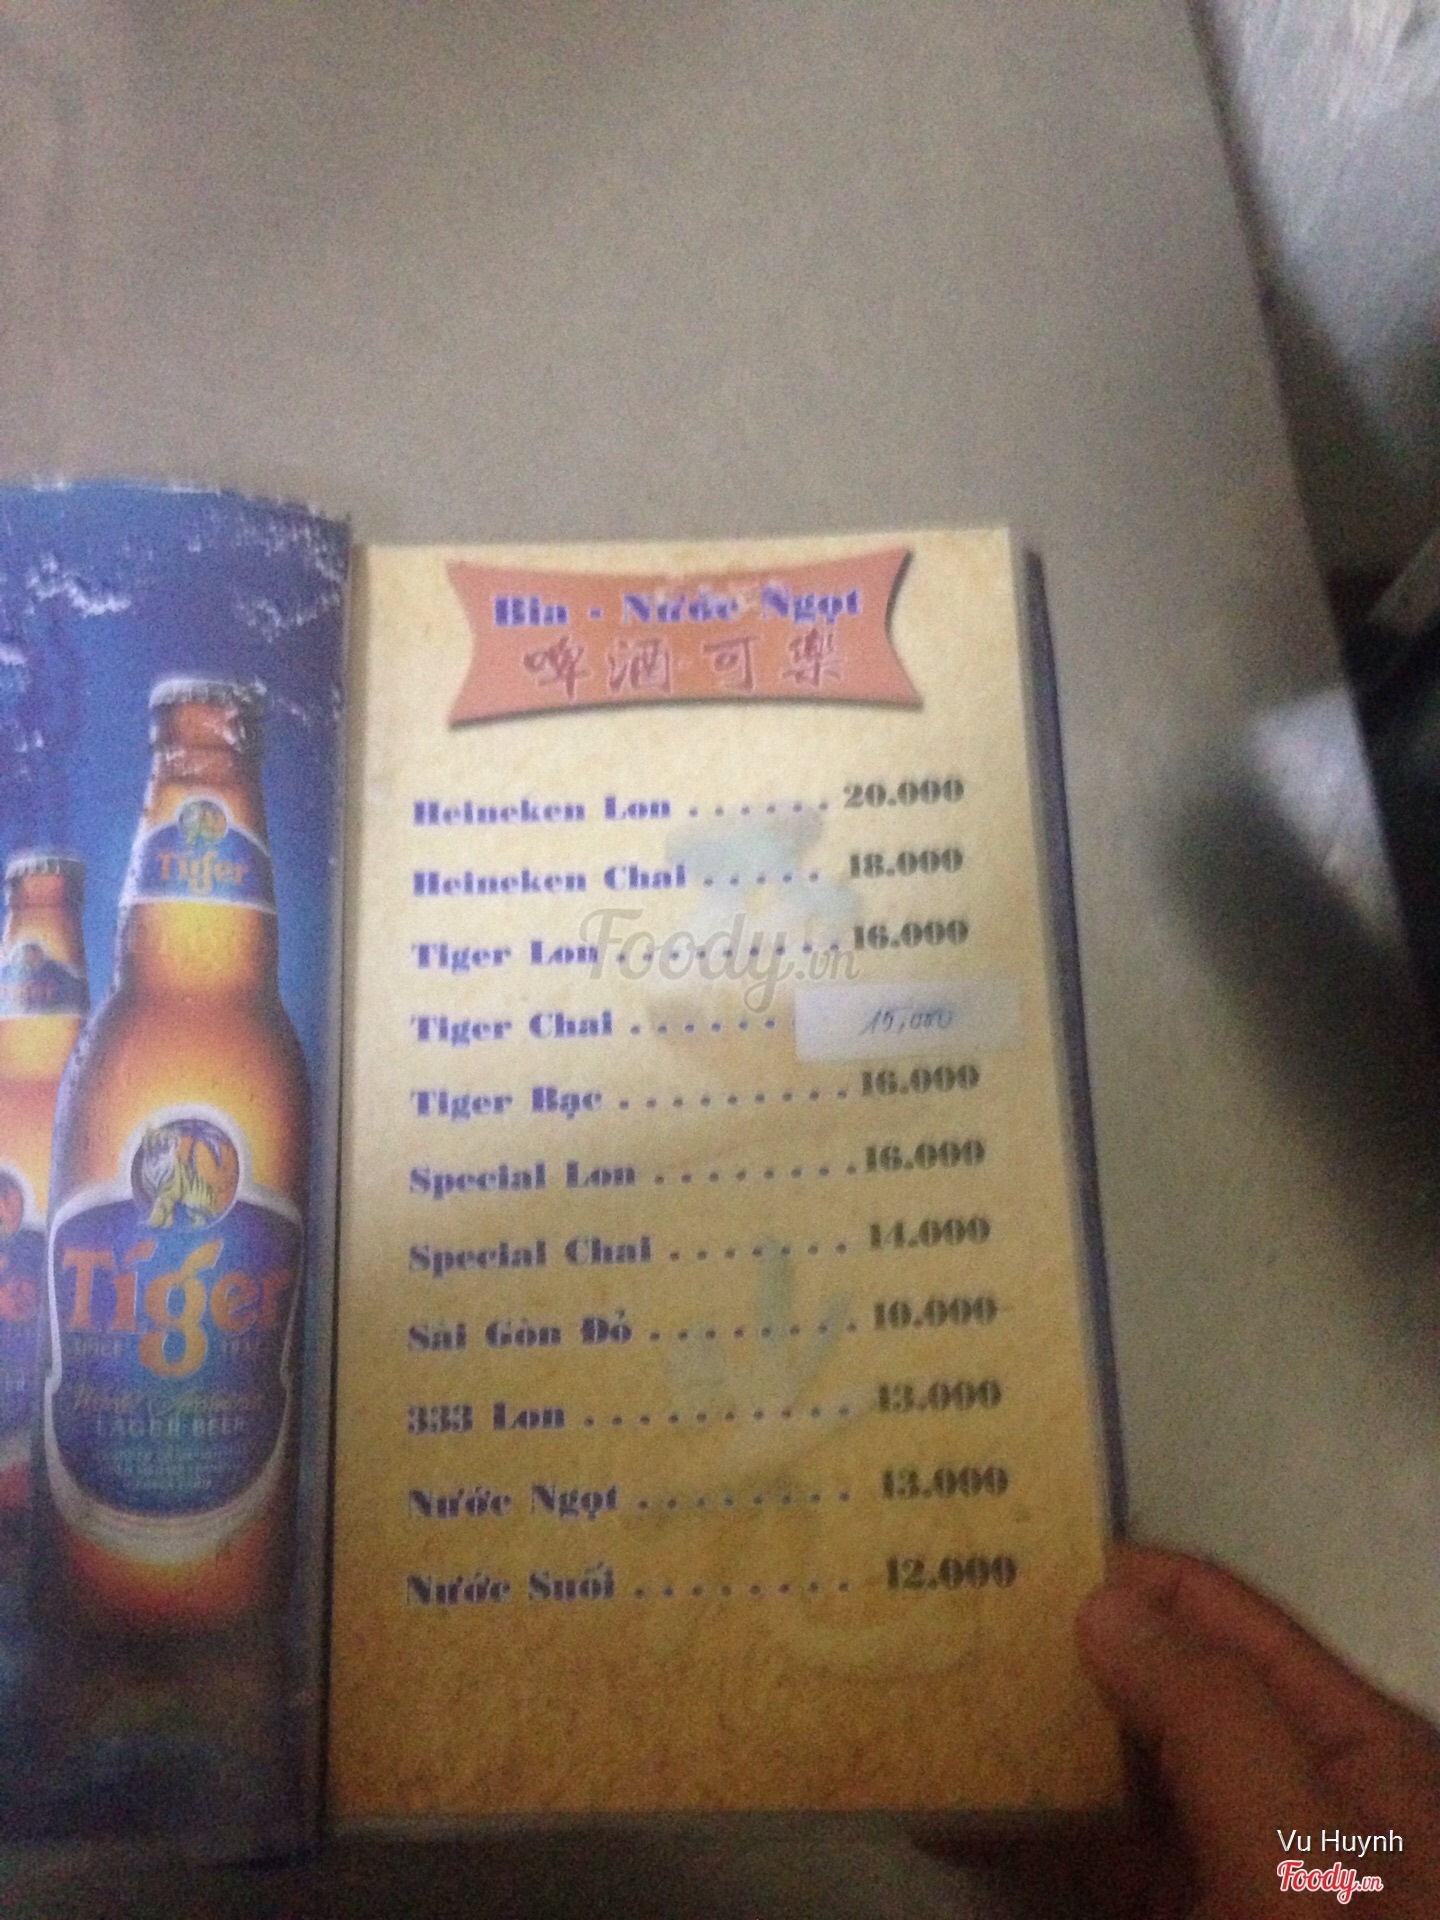 Bia - Nước Ngọt
啤酒可樂
Heineken Lon . . . . . . 20.000
Heineken Chai . . . . . 18.000
Tiger Lon . . . . . . . . . 16.000
Tiger Chai . . . . . . . 15,000
Tiger Bạc . . . . . . . . . 16.000
Special Lon . . . . . . . . 16.000
Special Chai . . . . . . . 14.000
Sài Gòn Đỏ . . . . . . . . 10.000
333 Lon . . . . . . . . . . 13.000
Nước Ngọt . . . . . . . . 13.000
Nước Suối . . . . . . . . 12.000
Foody.vn
Tiger
Tiger
LAGER BEER
Vu Huynh
Foody.vn